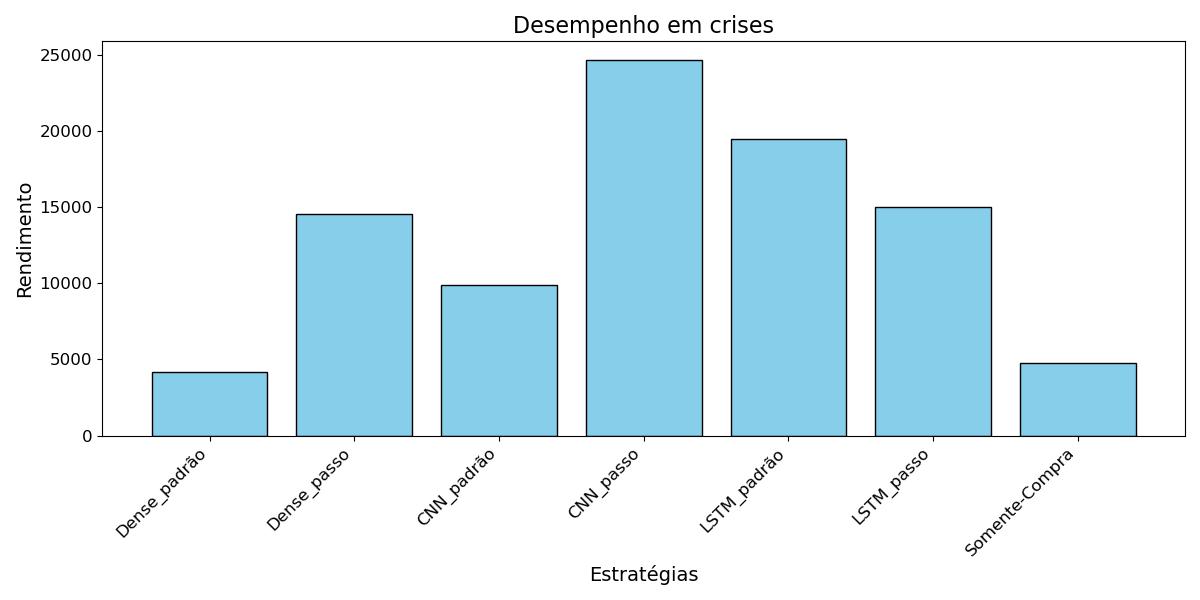 Desempenho em crises
Rendimento
25000
20000
15000
10000
5000
0
Dense_padrão
Dense_passo
CNN_padrão
CNN_passo
LSTM_padrão
LSTM_passo
Somente-Compra
Estratégias